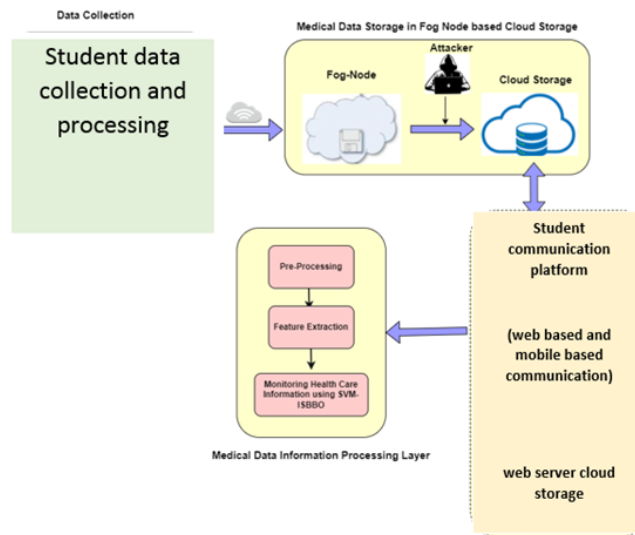 Data Collection
Student data
collection and
processing
Medical Data Storage in Fog Node based Cloud Storage
Attacker
Fog-Node
Cloud Storage
Student
communication
platform
(web based and
mobile based
communication)
web server cloud
storage
Pre-Processing
Feature Extraction
Monitoring Health Care
Information using SVM-
ISBBO
Medical Data Information Processing Layer